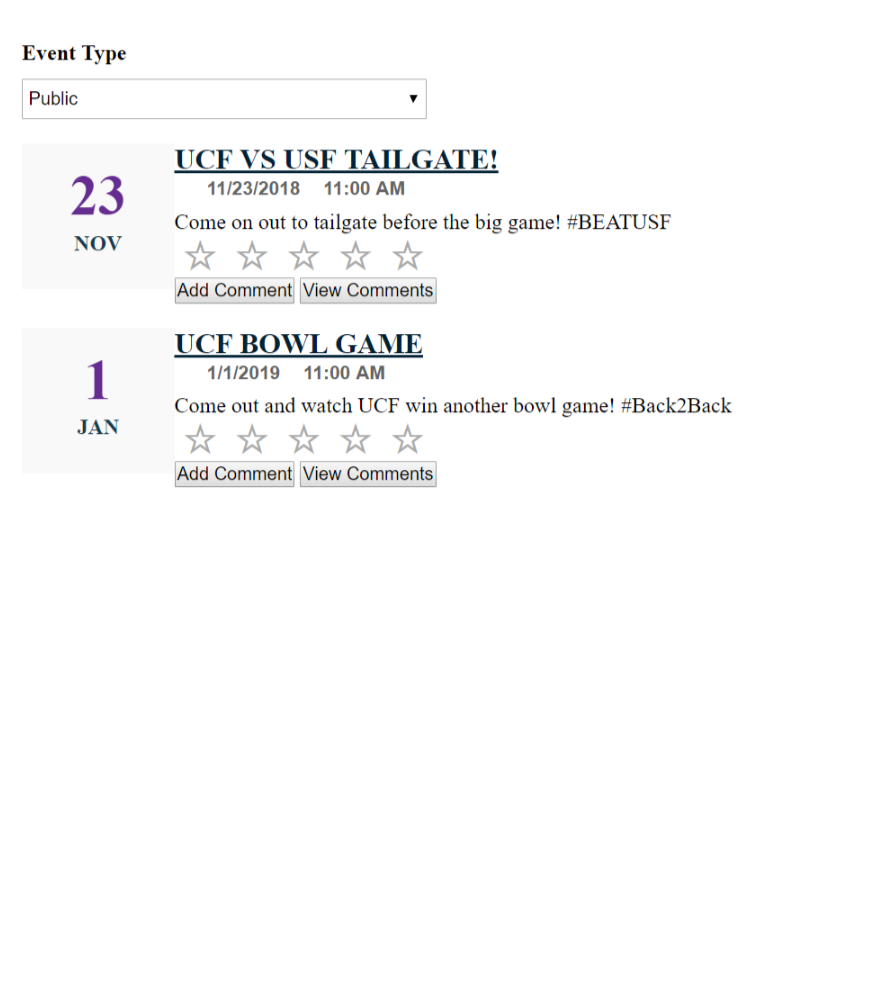 Event Type
Public
23
NOV
UCF VS USF TAILGATE!
11/23/2018 11:00 AM
Come on out to tailgate before the big game! #BEATUSF
Add Comment View Comments
1
JAN
UCF BOWL GAME
1/1/2019 11:00 AM
Come out and watch UCF win another bowl game! #Back2Back
Add Comment View Comments